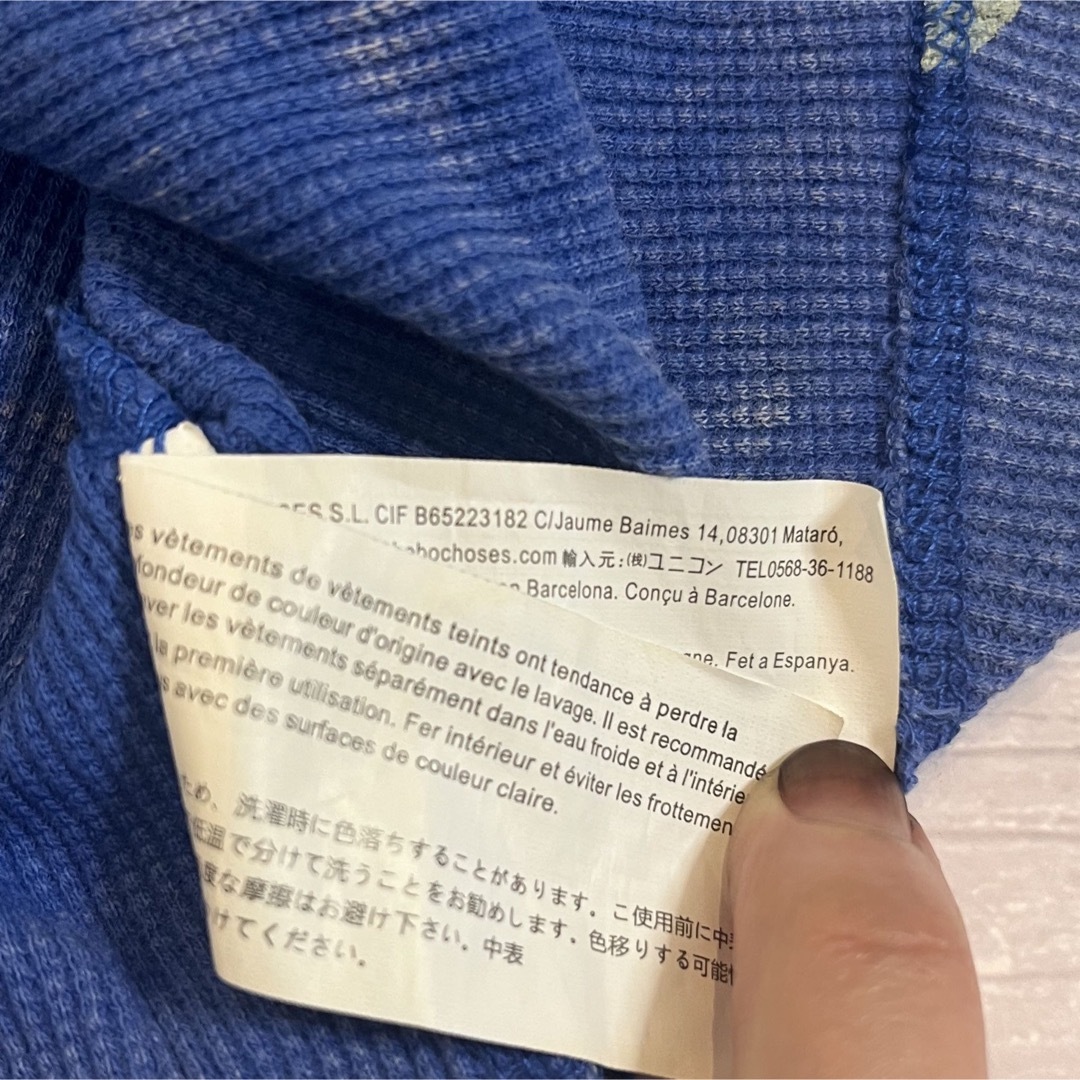 S.L. CIF B65223182 C/Jaume Baimes 14,08301 Mataró,
bobochoses.com 輸入元:㈱ユニコン TEL0568-36-1188
Barcelona. Conçu à Barcelone.
Fet a Espanya.
vêtements de vêtements teints ont tendance à perdre la
fondeur de couleur d'origine avec le lavage. Il est recommandé
les vêtements séparément dans l'eau froide et à l'intérie
la première utilisation. Fer intérieur et éviter les frottemen
avec des surfaces de couleur claire.
ため、洗濯時に色落ちすることがあります。ご使用前に中表
低温で分けて洗うことをお勧めします。色移りする可能性
度な摩擦はお避け下さい。中表
けてください。